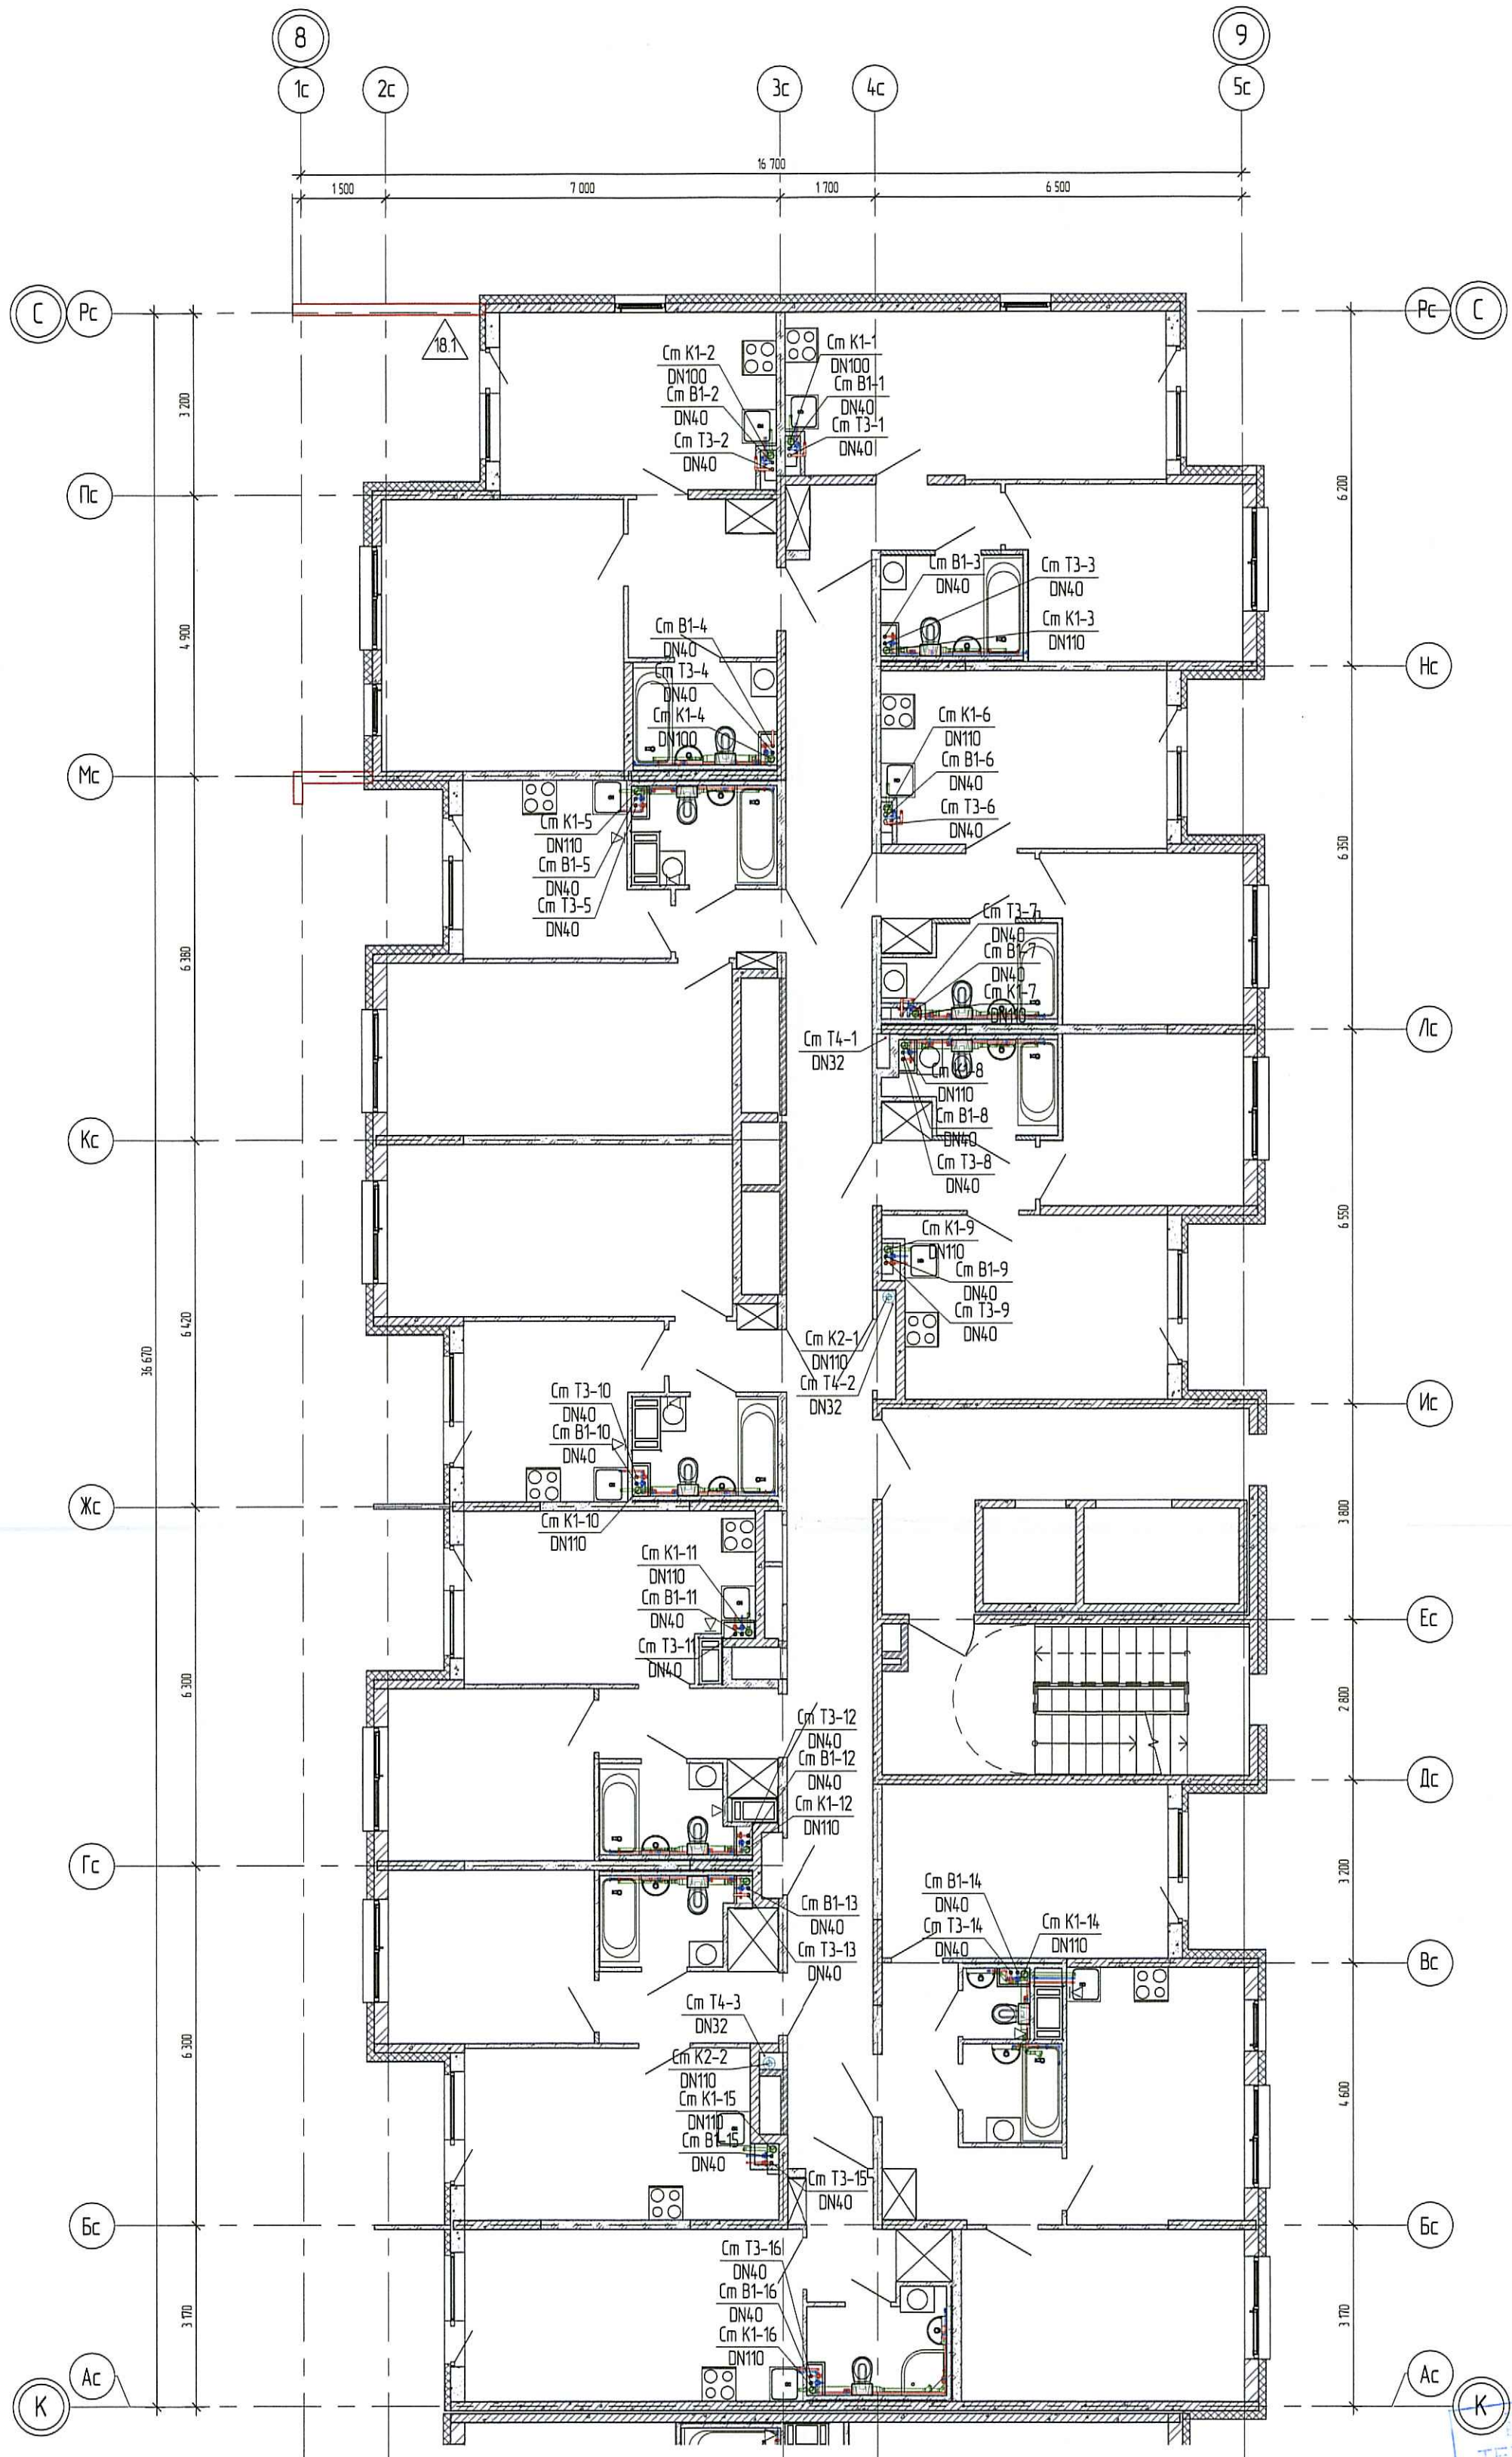 8
9
1с
2с
3с
4с
5с
16 700
1 500
7 000
1 700
6 500
С
Рс
Рс
С
18.1
3 200
Ст К1-2
DN100
Ст В1-2
DN40
Ст Т3-2
DN40
Ст К1-1
DN100
Ст В1-1
DN40
Ст Т3-1
DN40
6 200
Пс
Ст В1-3
DN40
Ст Т3-3
DN40
Ст К1-3
DN110
4 900
Ст В1-4
DN40
Ст Т3-4
DN40
Ст К1-4
DN100
Нс
Ст К1-6
DN110
Ст В1-6
DN40
Ст Т3-6
DN40
Мс
Ст К1-5
DN110
Ст В1-5
DN40
Ст Т3-5
DN40
6 350
6 380
Ст Т3-7
DN40
Ст В1-7
DN40
Ст К1-7
DN110
Лс
Ст Т4-1
DN32
Ст К1-8
DN110
Ст В1-8
DN40
Ст Т3-8
DN40
Кс
6 550
Ст К1-9
DN110
Ст В1-9
DN40
Ст Т3-9
DN40
6 420
36 670
Ст К2-1
DN110
Ст Т4-2
DN32
Ис
Ст Т3-10
DN40
Ст В1-10
DN40
Жс
Ст К1-10
DN110
3 800
Ст К1-11
DN110
Ст В1-11
DN40
Ст Т3-11
DN40
Ес
6 300
2 800
Ст Т3-12
DN40
Ст В1-12
DN40
Ст К1-12
DN110
Дс
Гс
3 200
Ст В1-13
DN40
Ст Т3-13
DN40
Ст В1-14
DN40
Ст Т3-14
DN40
Ст К1-14
DN110
Вс
6 300
Ст Т4-3
DN32
Ст К2-2
DN110
Ст К1-15
DN110
Ст В1-15
DN40
Ст Т3-15
DN40
4 600
Бс
Бс
Ст Т3-16
DN40
Ст В1-16
DN40
Ст К1-16
DN110
3 170
3 170
Ас
Ас
К
К